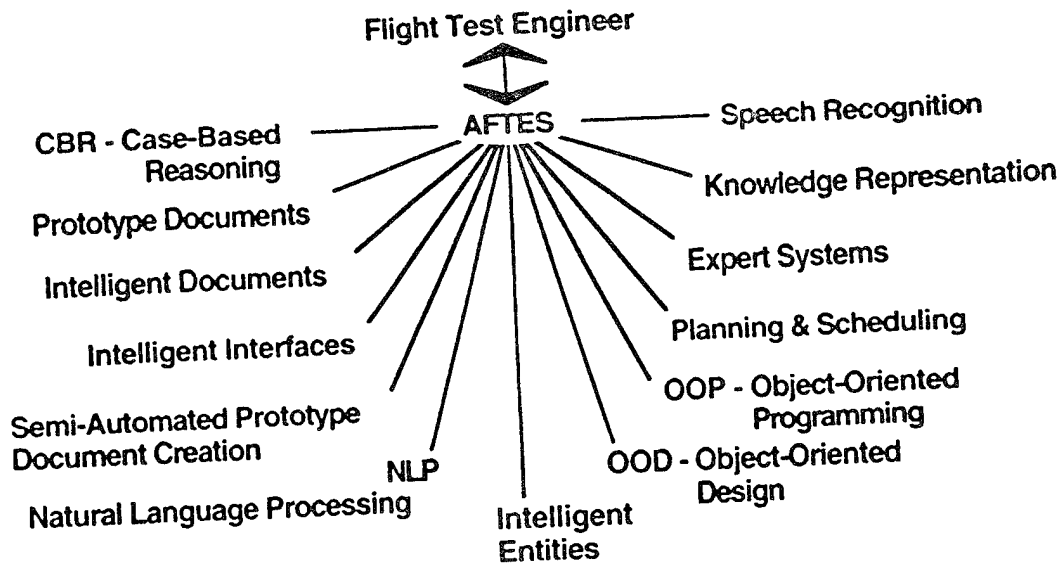 Flight Test Engineer
AFTES
CBR - Case-Based
Reasoning
Prototype Documents
Intelligent Documents
Intelligent Interfaces
Semi-Automated Prototype
Document Creation
NLP
Natural Language Processing
Intelligent
Entities
OOD - Object-Oriented
Design
OOP - Object-Oriented
Programming
Planning & Scheduling
Expert Systems
Knowledge Representation
Speech Recognition